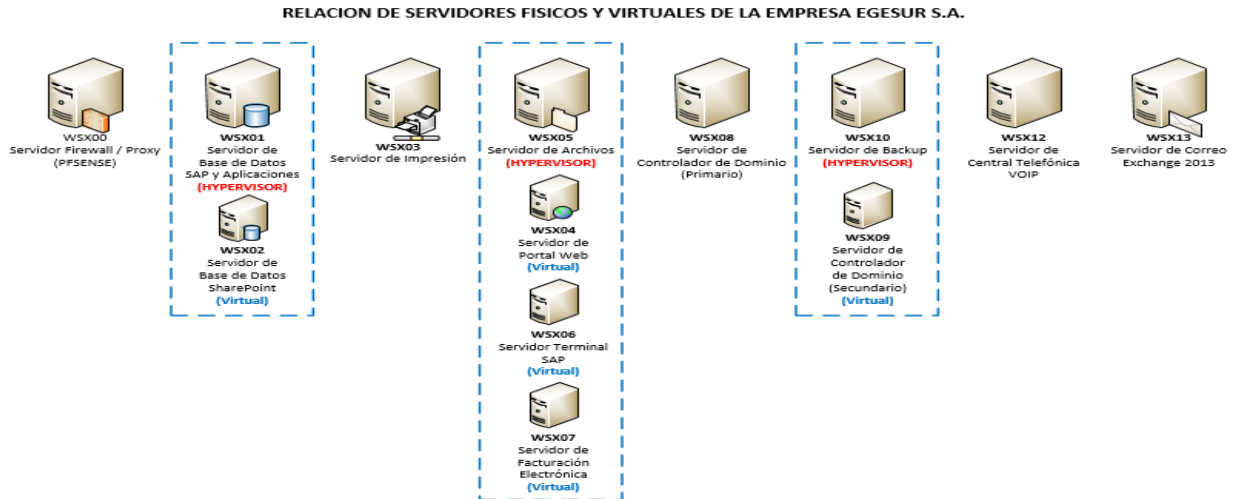 RELACION DE SERVIDORES FISICOS Y VIRTUALES DE LA EMPRESA EGESUR S.A.
WSX00
Servidor Firewall / Proxy
(PFSENSE)
WSX01
Servidor de
Base de Datos
SAP y Aplicaciones
(HYPERVISOR)
WSX02
Servidor de
Base de Datos
SharePoint
(Virtual)
WSX03
Servidor de Impresión
WSX05
Servidor de Archivos
(HYPERVISOR)
WSX04
Servidor de
Portal Web
(Virtual)
WSX06
Servidor Terminal
SAP
(Virtual)
WSX07
Servidor de
Facturación
Electrónica
(Virtual)
WSX08
Servidor de
Controlador de Dominio
(Primario)
WSX10
Servidor de Backup
(HYPERVISOR)
WSX09
Servidor de
Controlador
de Dominio
(Secundario)
(Virtual)
WSX12
Servidor de
Central Telefónica
VOIP
WSX13
Servidor de Correo
Exchange 2013